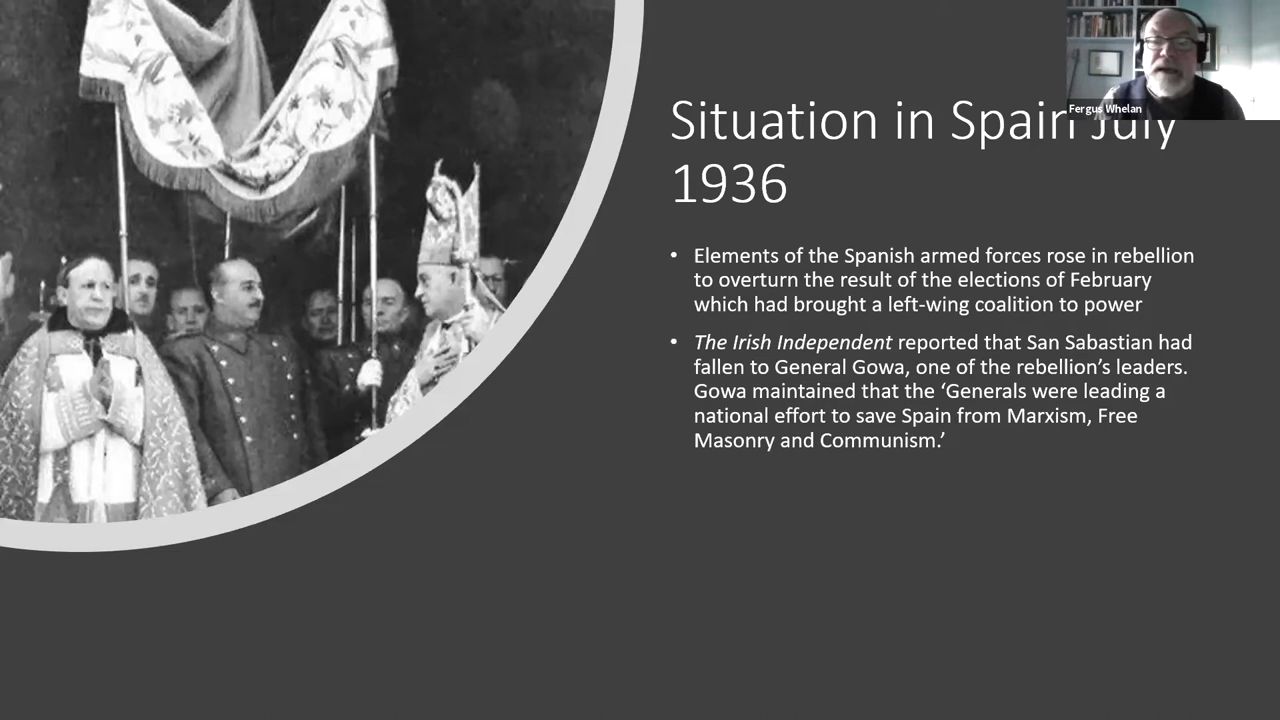 Fergus Whelan
Situation in Spain July
1936
• Elements of the Spanish armed forces rose in rebellion
to overturn the result of the elections of February
which had brought a left-wing coalition to power
• The Irish Independent reported that San Sabastian had
fallen to General Gowa, one of the rebellion’s leaders.
Gowa maintained that the ‘Generals were leading a
national effort to save Spain from Marxism, Free
Masonry and Communism.’